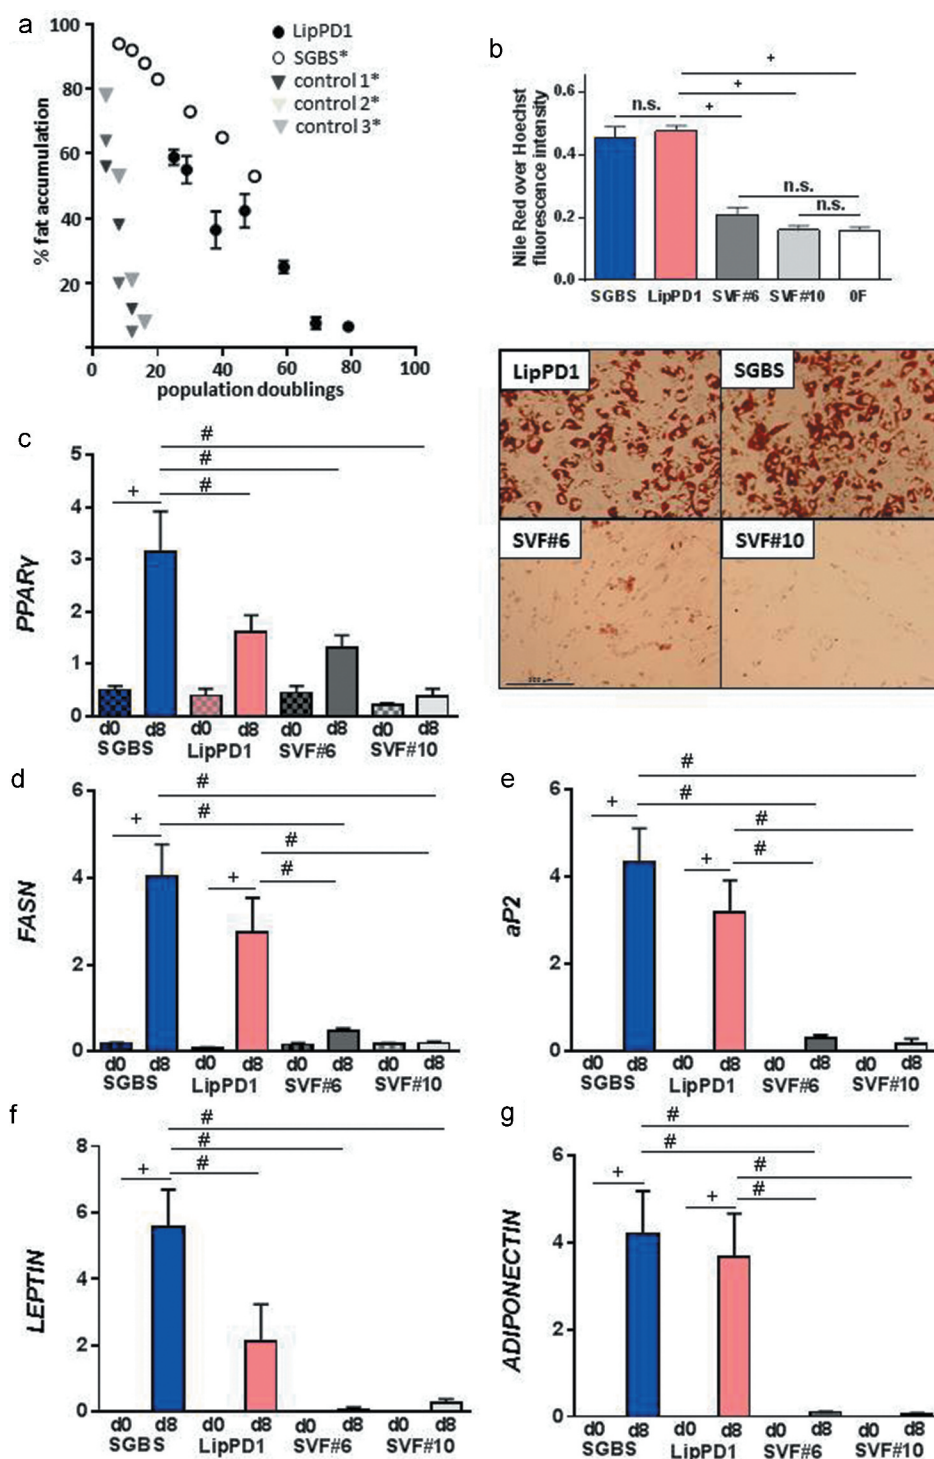 a
100
80
60
40
20
0
20
40
60
80
100
% fat accumulation
population doublings
LipPD1
SGBS*
control 1*
control 2*
control 3*
b
Nile Red over Hoechst
fluorescence intensity
0.6
0.4
0.2
0.0
+
+
n.s.
+
n.s.
n.s.
SGBS
LipPD1
SVF#6
SVF#10
0F
LipPD1
SGBS
SVF#6
SVF#10
c
PPARγ
5
4
3
2
1
0
#
#
#
+
d0 d8 d0 d8 d0 d8 d0 d8
SGBS LipPD1 SVF#6 SVF#10
d
FASN
6
4
2
0
#
+
#
#
+
#
d0 d8 d0 d8 d0 d8 d0 d8
SGBS LipPD1 SVF#6 SVF#10
e
aP2
6
4
2
0
#
+
#
#
+
#
d0 d8 d0 d8 d0 d8 d0 d8
SGBS LipPD1 SVF#6 SVF#10
f
LEPTIN
8
6
4
2
0
#
#
+
#
d0 d8 d0 d8 d0 d8 d0 d8
SGBS LipPD1 SVF#6 SVF#10
g
ADIPONECTIN
6
4
2
0
#
#
+
#
+
#
d0 d8 d0 d8 d0 d8 d0 d8
SGBS LipPD1 SVF#6 SVF#10